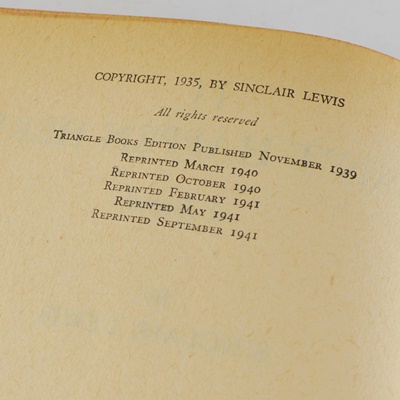 COPYRIGHT, 1935, BY SINCLAIR LEWIS
All rights reserved
TRIANGLE BOOKS EDITION PUBLISHED NOVEMBER 1939
REPRINTED MARCH 1940
REPRINTED OCTOBER 1940
REPRINTED FEBRUARY 1941
REPRINTED MAY 1941
REPRINTED SEPTEMBER 1941